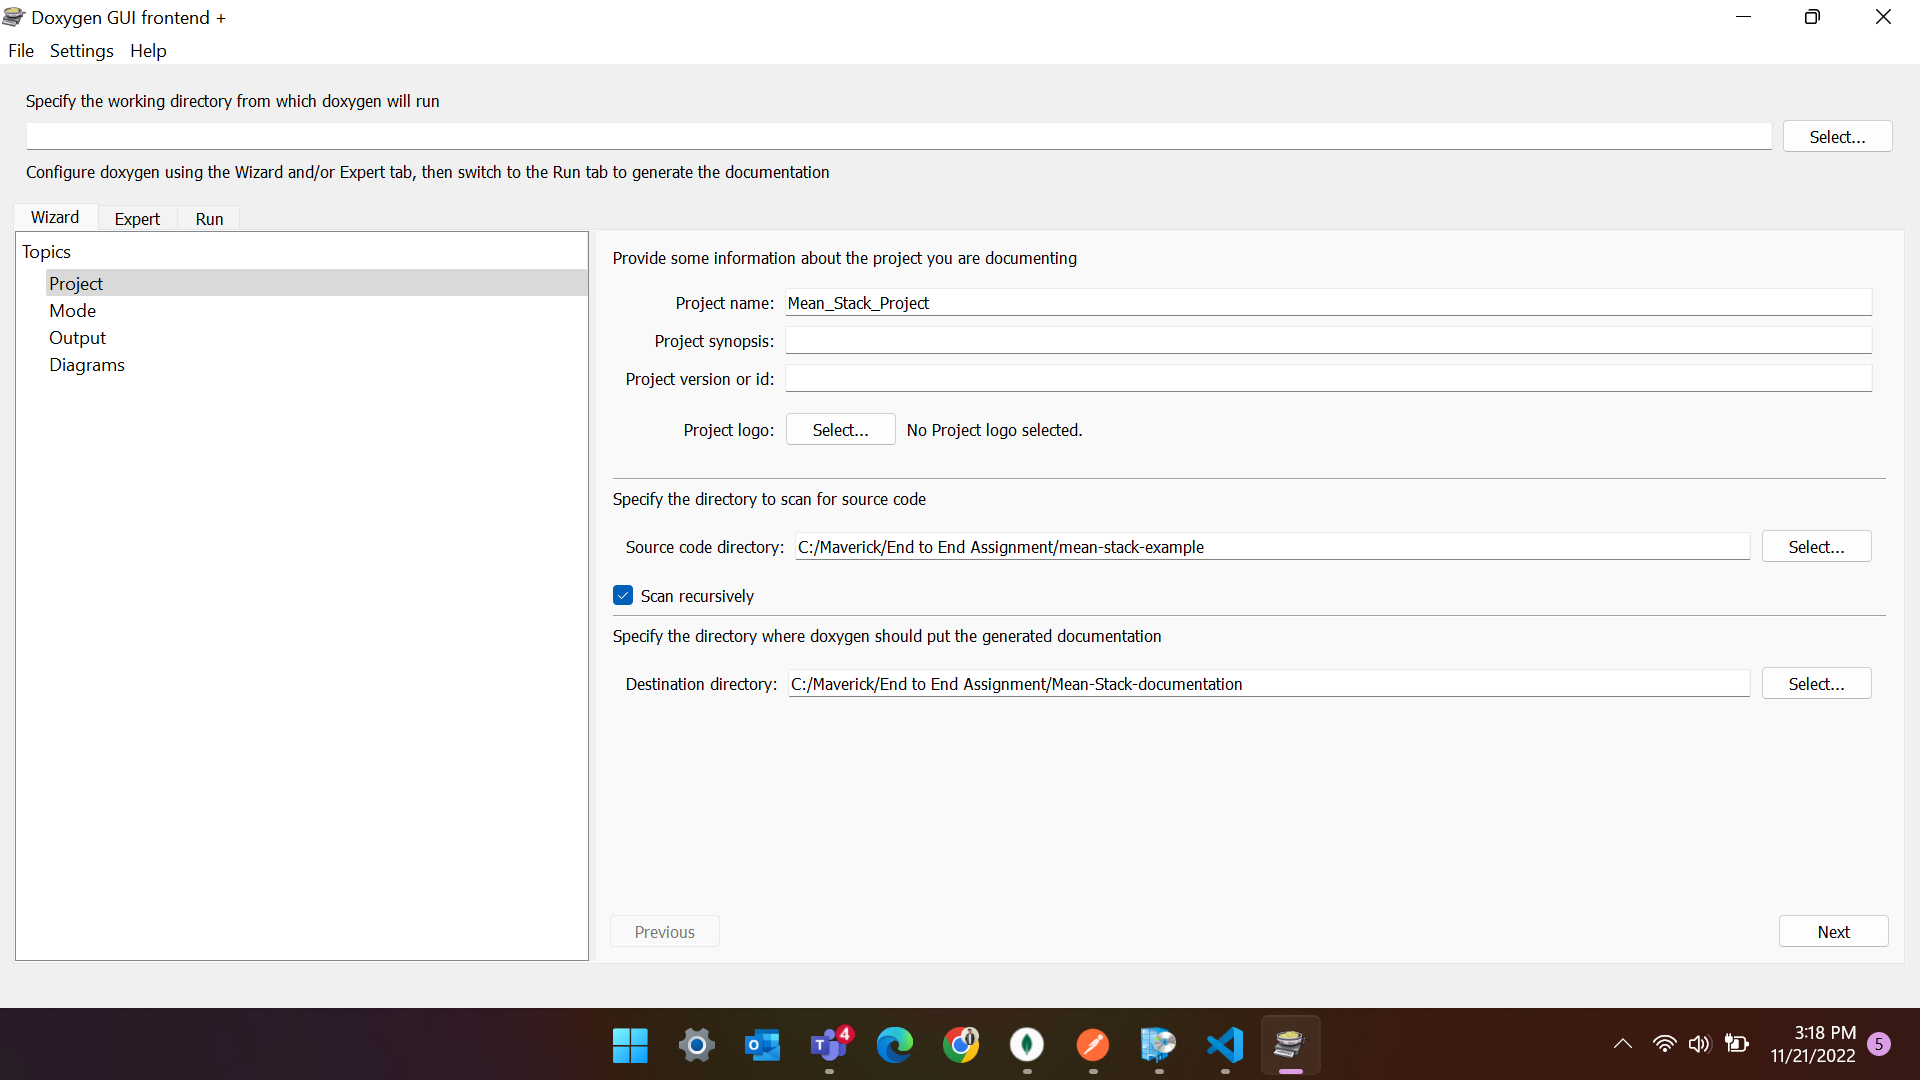 Doxygen GUI frontend +
File Settings Help
Specify the working directory from which doxygen will run
Select...
Configure doxygen using the Wizard and/or Expert tab, then switch to the Run tab to generate the documentation
Wizard Expert Run
Topics
Project
Mode
Output
Diagrams
Provide some information about the project you are documenting
Project name: Mean_Stack_Project
Project synopsis:
Project version or id:
Project logo: Select... No Project logo selected.
Specify the directory to scan for source code
Source code directory: C:/Maverick/End to End Assignment/mean-stack-example Select...
Scan recursively
Specify the directory where doxygen should put the generated documentation
Destination directory: C:/Maverick/End to End Assignment/Mean-Stack-documentation Select...
Previous Next
4
3:18 PM
11/21/2022 5